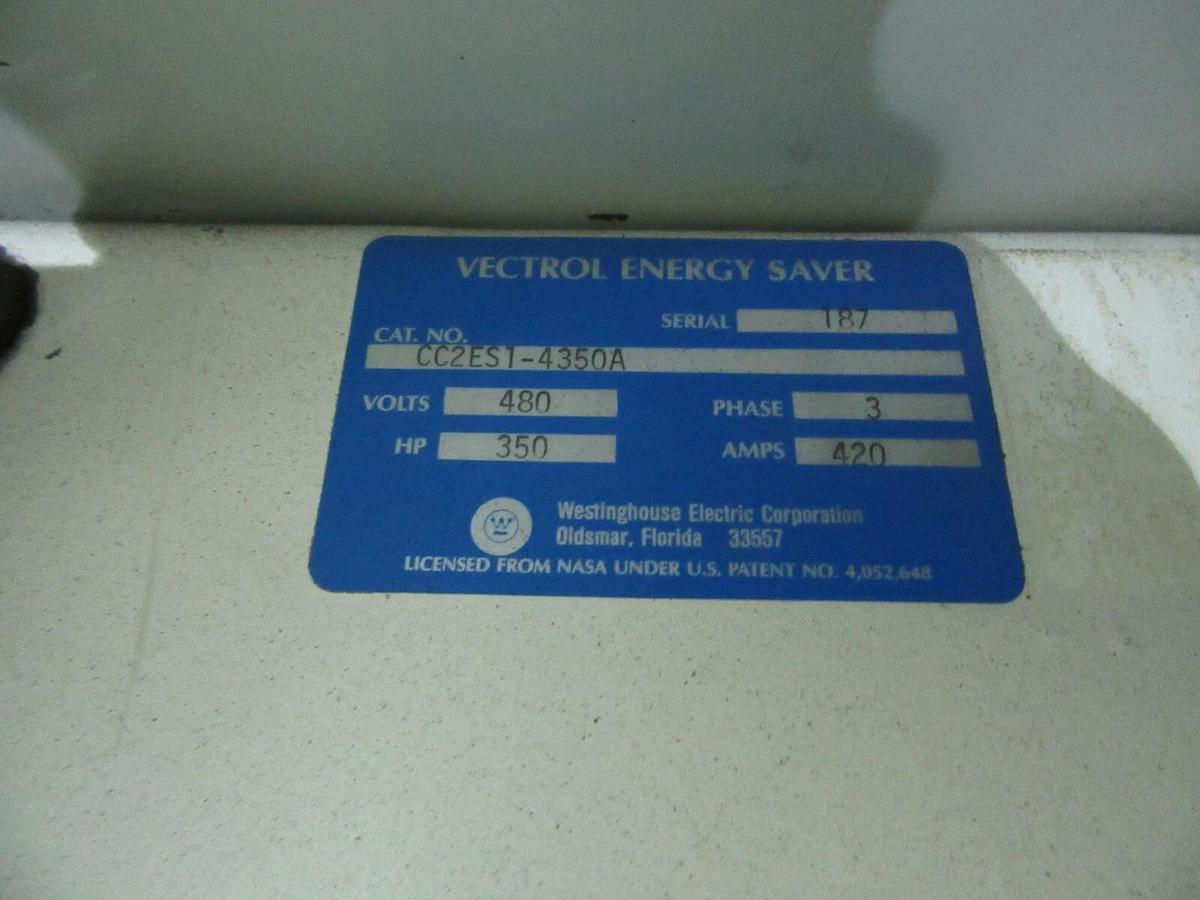 VECTROL ENERGY SAVER
SERIAL 187
CAT. NO.
CC2ES1-4350A
VOLTS 480 PHASE 3
HP 350 AMPS 420
W Westinghouse Electric Corporation
Oldsmar, Florida 33557
LICENSED FROM NASA UNDER U.S. PATENT NO. 4,052,648